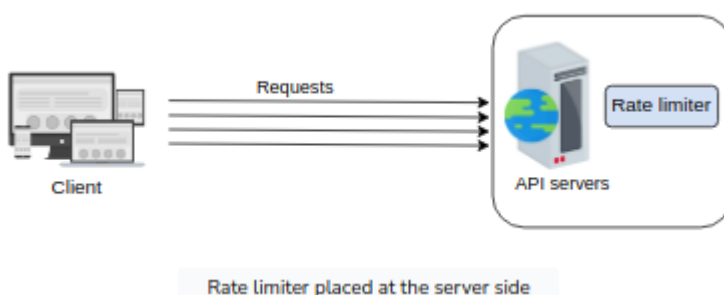 Requests
Rate limiter
Client
API servers
Rate limiter placed at the server side